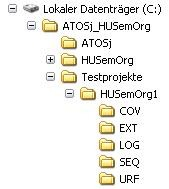 Lokaler Datenträger (C:)
ATOSj_HUSemOrg
ATOSj
HUSemOrg
Testprojekte
HUSemOrg1
COV
EXT
LOG
SEQ
URF